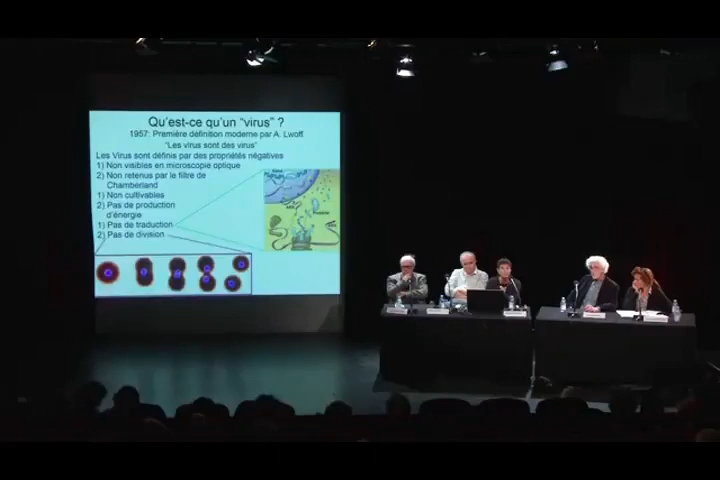 Qu'est-ce qu'un "virus" ?
1957: Première définition moderne par A. Lwoff
"Les virus sont des virus"
Les Virus sont définis par des propriétés négatives
1) Non visibles en microscopie optique
2) Non retenus par le filtre de
Chamberland
1) Non cultivables
2) Pas de production
d'énergie
1) Pas de traduction
2) Pas de division